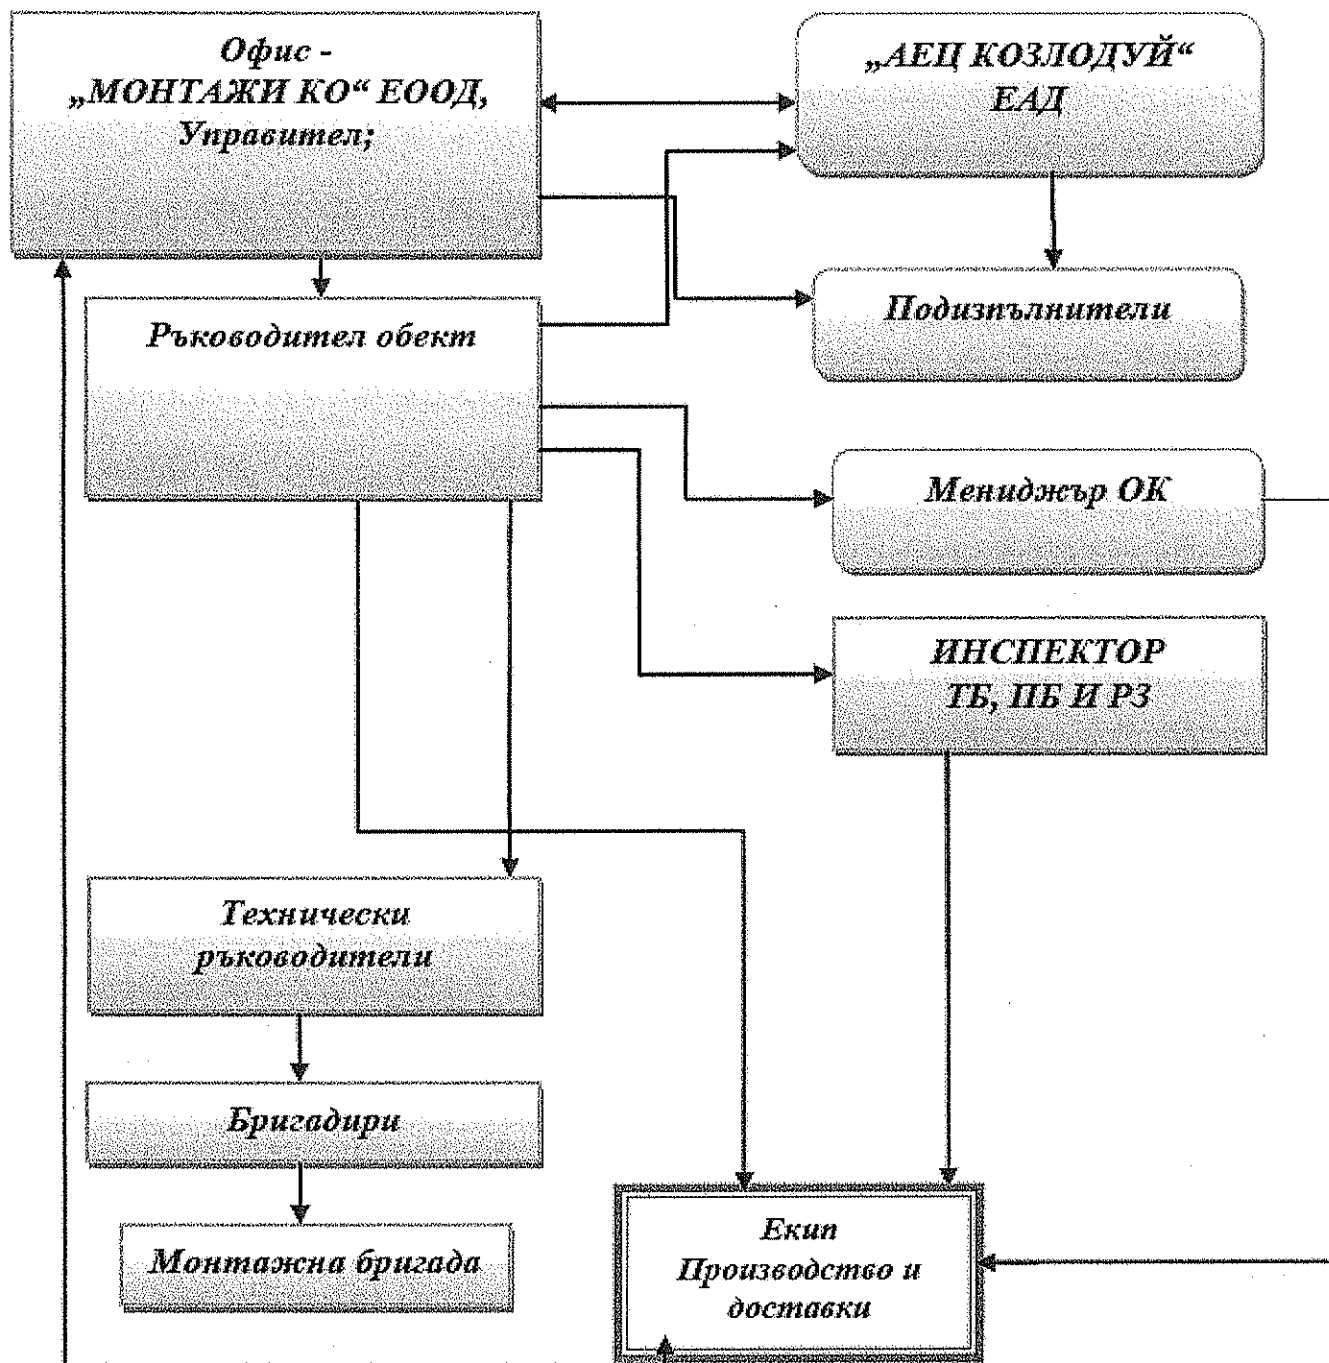 Офис -
„МОНТАЖИ КО“ ЕООД,
Управител;
„АЕЦ КОЗЛОДУЙ“
ЕАД
Подизпълнители
Ръководител обект
Мениджър ОК
ИНСПЕКТОР
ТБ, ПБ И РЗ
Технически
ръководители
Бригадири
Монтажна бригада
Екип
Производство и
доставки